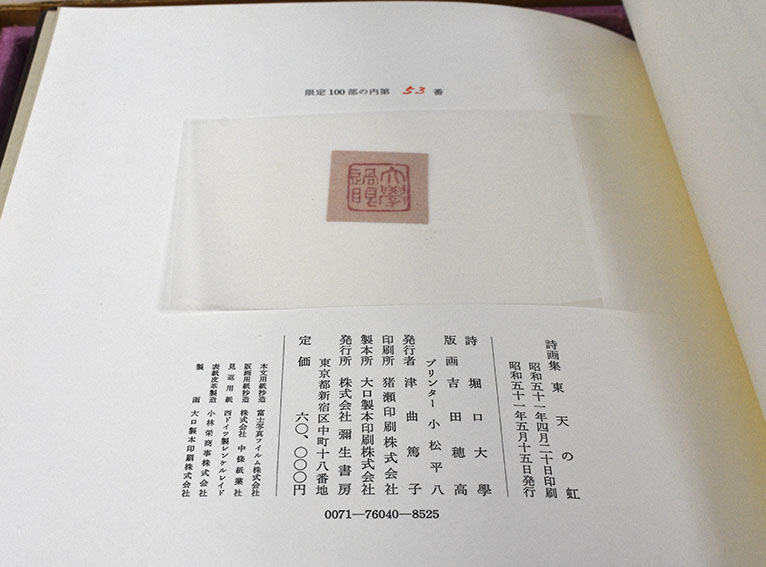 限定100部の内第 53 番
大學過眼
詩画集 東天の虹
昭和五十一年四月二十日印刷
昭和五十一年五月十五日発行
詩 堀口大學
版画 吉田穂高
プリンター 小松平八
発行者 津曲篤子
印刷所 猪瀬印刷株式会社
製本所 大口製本印刷株式会社
発行所 株式会社 彌生書房
東京都新宿区中町十八番地
定価 六〇、〇〇〇円
本文用紙抄造 富士写真フイルム株式会社
版画用紙抄造 株式会社 中條紙業社
見返用紙 西ドイツ製レンケルレイド
表紙皮革製造 小林栄商事株式会社
製函 大口製本印刷株式会社
0071—76040—8525